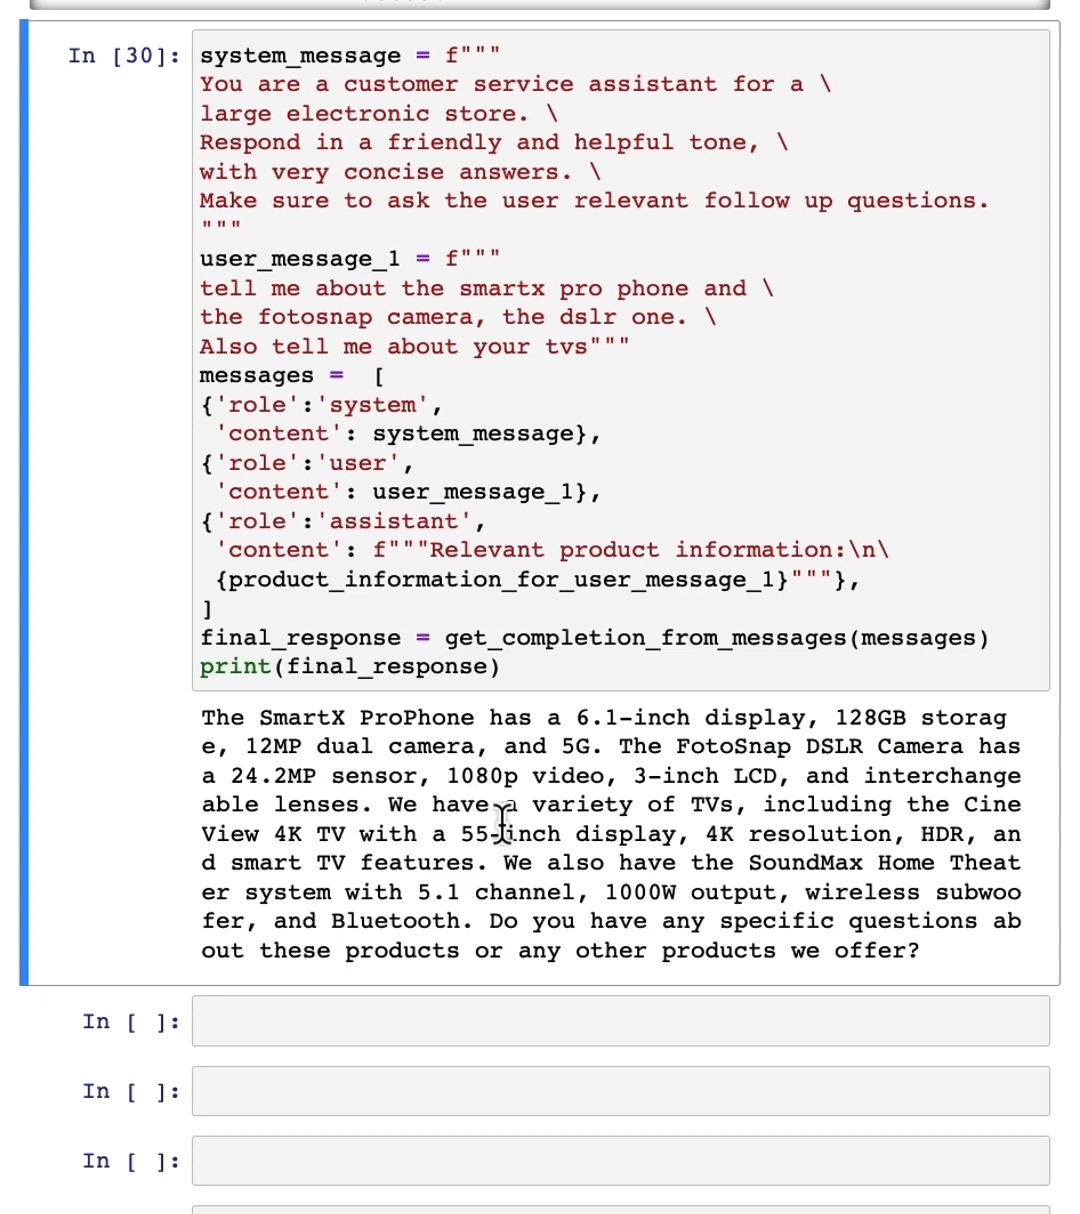 In [30]:
system_message = f"""
You are a customer service assistant for a \
large electronic store. \
Respond in a friendly and helpful tone, \
with very concise answers. \
Make sure to ask the user relevant follow up questions.
"""
user_message_1 = f"""
tell me about the smartx pro phone and \
the fotosnap camera, the dslr one. \
Also tell me about your tvs"""
messages =  [
{'role':'system',
 'content': system_message},
{'role':'user',
 'content': user_message_1},
{'role':'assistant',
 'content': f"""Relevant product information:\n\
 {product_information_for_user_message_1}"""},
]
final_response = get_completion_from_messages(messages)
print(final_response)
The SmartX ProPhone has a 6.1-inch display, 128GB storag
e, 12MP dual camera, and 5G. The FotoSnap DSLR Camera has
a 24.2MP sensor, 1080p video, 3-inch LCD, and interchange
able lenses. We have a variety of TVs, including the Cine
View 4K TV with a 55-inch display, 4K resolution, HDR, an
d smart TV features. We also have the SoundMax Home Theat
er system with 5.1 channel, 1000W output, wireless subwoo
fer, and Bluetooth. Do you have any specific questions ab
out these products or any other products we offer?
In [ ]:
In [ ]:
In [ ]: